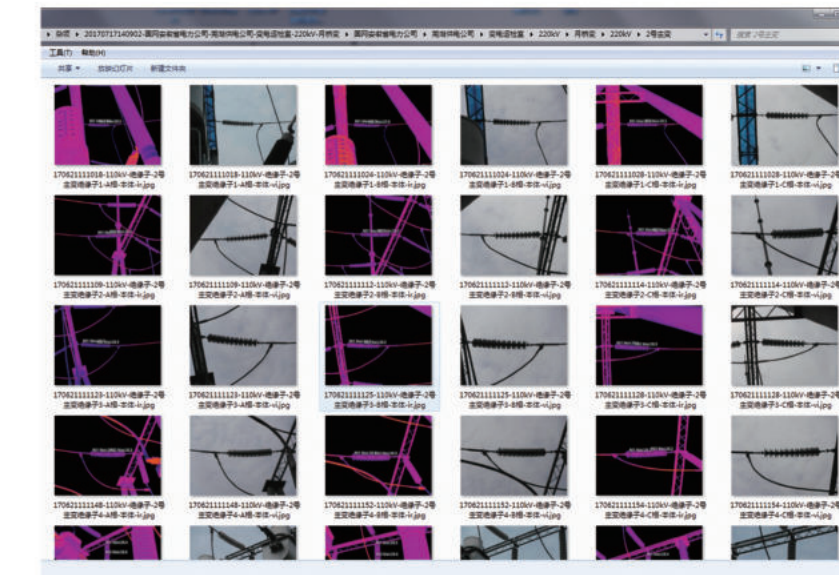 杂项 ▸ 20170717140902-国网安徽省电力公司-芜湖供电公司-变电运检室-220kV-月桥变 ▸ 国网安徽省电力公司 ▸ 芜湖供电公司 ▸ 变电运检室 ▸ 220kV ▸ 月桥变 ▸ 220kV ▸ 2号主变 搜索 2号主变
工具(T) 帮助(H)
共享 放映幻灯片 新建文件夹
170621111018-110kV-绝缘子-2号 170621111018-110kV-绝缘子-2号 170621111024-110kV-绝缘子-2号 170621111024-110kV-绝缘子-2号 170621111028-110kV-绝缘子-2号 170621111028-110kV-绝缘子-2号
主变绝缘子1-A相-本体-ir.jpg 主变绝缘子1-A相-本体-vi.jpg 主变绝缘子1-B相-本体-ir.jpg 主变绝缘子1-B相-本体-vi.jpg 主变绝缘子1-C相-本体-ir.jpg 主变绝缘子1-C相-本体-vi.jpg
170621111109-110kV-绝缘子-2号 170621111109-110kV-绝缘子-2号 170621111112-110kV-绝缘子-2号 170621111112-110kV-绝缘子-2号 170621111114-110kV-绝缘子-2号 170621111114-110kV-绝缘子-2号
主变绝缘子2-A相-本体-ir.jpg 主变绝缘子2-A相-本体-vi.jpg 主变绝缘子2-B相-本体-ir.jpg 主变绝缘子2-B相-本体-vi.jpg 主变绝缘子2-C相-本体-ir.jpg 主变绝缘子2-C相-本体-vi.jpg
170621111123-110kV-绝缘子-2号 170621111123-110kV-绝缘子-2号 170621111125-110kV-绝缘子-2号 170621111125-110kV-绝缘子-2号 170621111128-110kV-绝缘子-2号 170621111128-110kV-绝缘子-2号
主变绝缘子3-A相-本体-ir.jpg 主变绝缘子3-A相-本体-vi.jpg 主变绝缘子3-B相-本体-ir.jpg 主变绝缘子3-B相-本体-vi.jpg 主变绝缘子3-C相-本体-ir.jpg 主变绝缘子3-C相-本体-vi.jpg
170621111148-110kV-绝缘子-2号 170621111148-110kV-绝缘子-2号 170621111152-110kV-绝缘子-2号 170621111152-110kV-绝缘子-2号 170621111154-110kV-绝缘子-2号 170621111154-110kV-绝缘子-2号
主变绝缘子4-A相-本体-ir.jpg 主变绝缘子4-A相-本体-vi.jpg 主变绝缘子4-B相-本体-ir.jpg 主变绝缘子4-B相-本体-vi.jpg 主变绝缘子4-C相-本体-ir.jpg 主变绝缘子4-C相-本体-vi.jpg